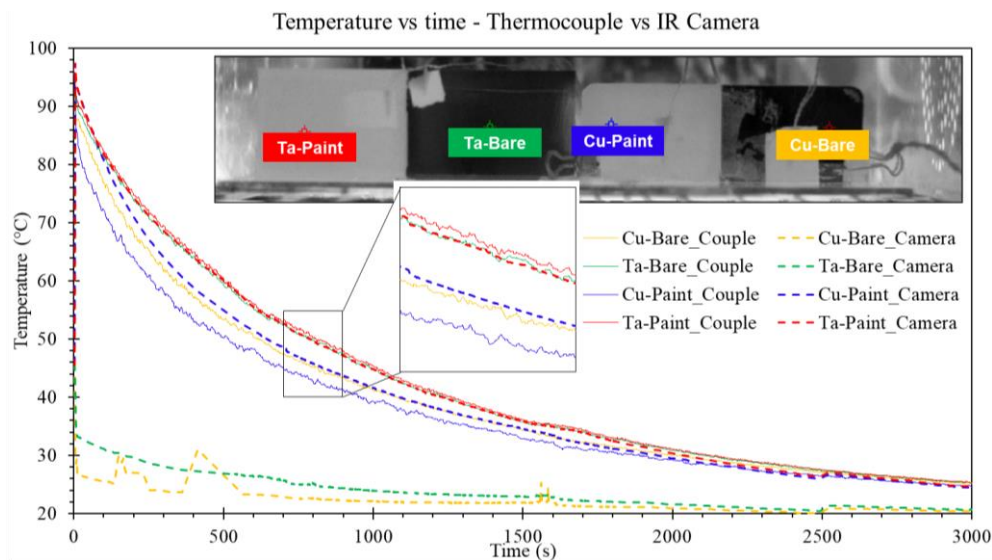 Temperature vs time - Thermocouple vs IR Camera
Temperature (°C)
100
90
80
70
60
50
40
30
20
Ta-Paint
Ta-Bare
Cu-Paint
Cu-Bare
Cu-Bare_Couple
Cu-Bare_Camera
Ta-Bare_Couple
Ta-Bare_Camera
Cu-Paint_Couple
Cu-Paint_Camera
Ta-Paint_Couple
Ta-Paint_Camera
0
500
1000
1500
2000
2500
3000
Time (s)